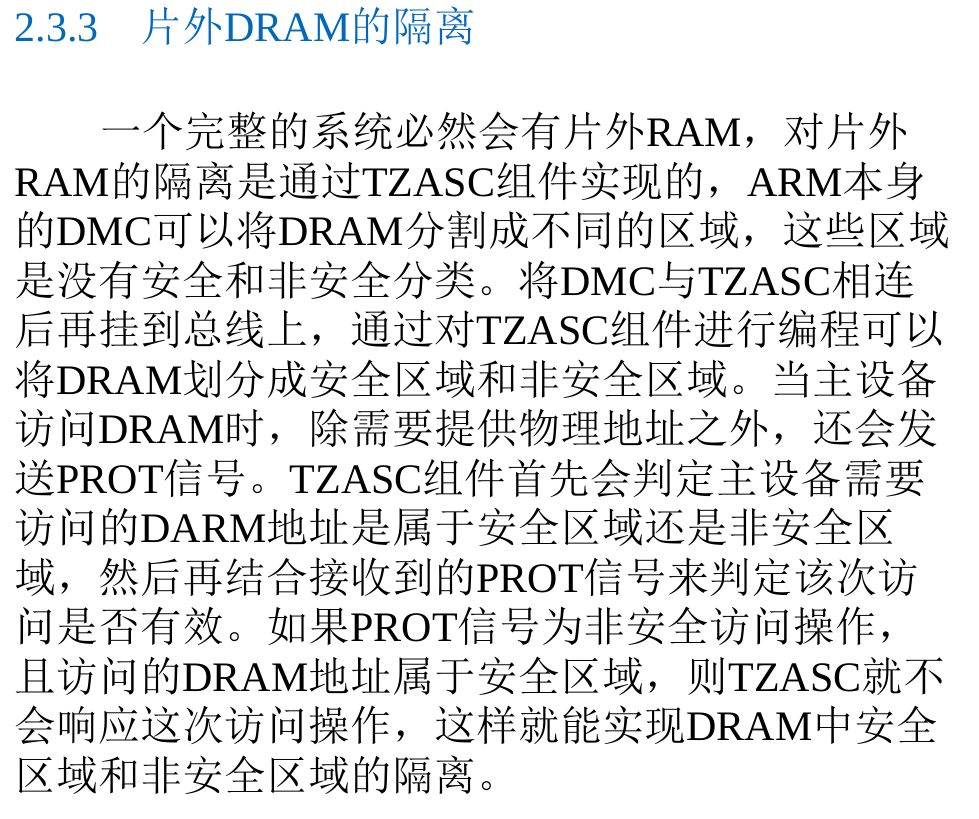 2.3.3 片外DRAM的隔离
一个完整的系统必然会有片外RAM，对片外
RAM的隔离是通过TZASC组件实现的，ARM本身
的DMC可以将DRAM分割成不同的区域，这些区域
是没有安全和非安全分类。将DMC与TZASC相连
后再挂到总线上，通过对TZASC组件进行编程可以
将DRAM划分成安全区域和非安全区域。当主设备
访问DRAM时，除需要提供物理地址之外，还会发
送PROT信号。TZASC组件首先会判定主设备需要
访问的DARM地址是属于安全区域还是非安全区
域，然后再结合接收到的PROT信号来判定该次访
问是否有效。如果PROT信号为非安全访问操作，
且访问的DRAM地址属于安全区域，则TZASC就不
会响应这次访问操作，这样就能实现DRAM中安全
区域和非安全区域的隔离。